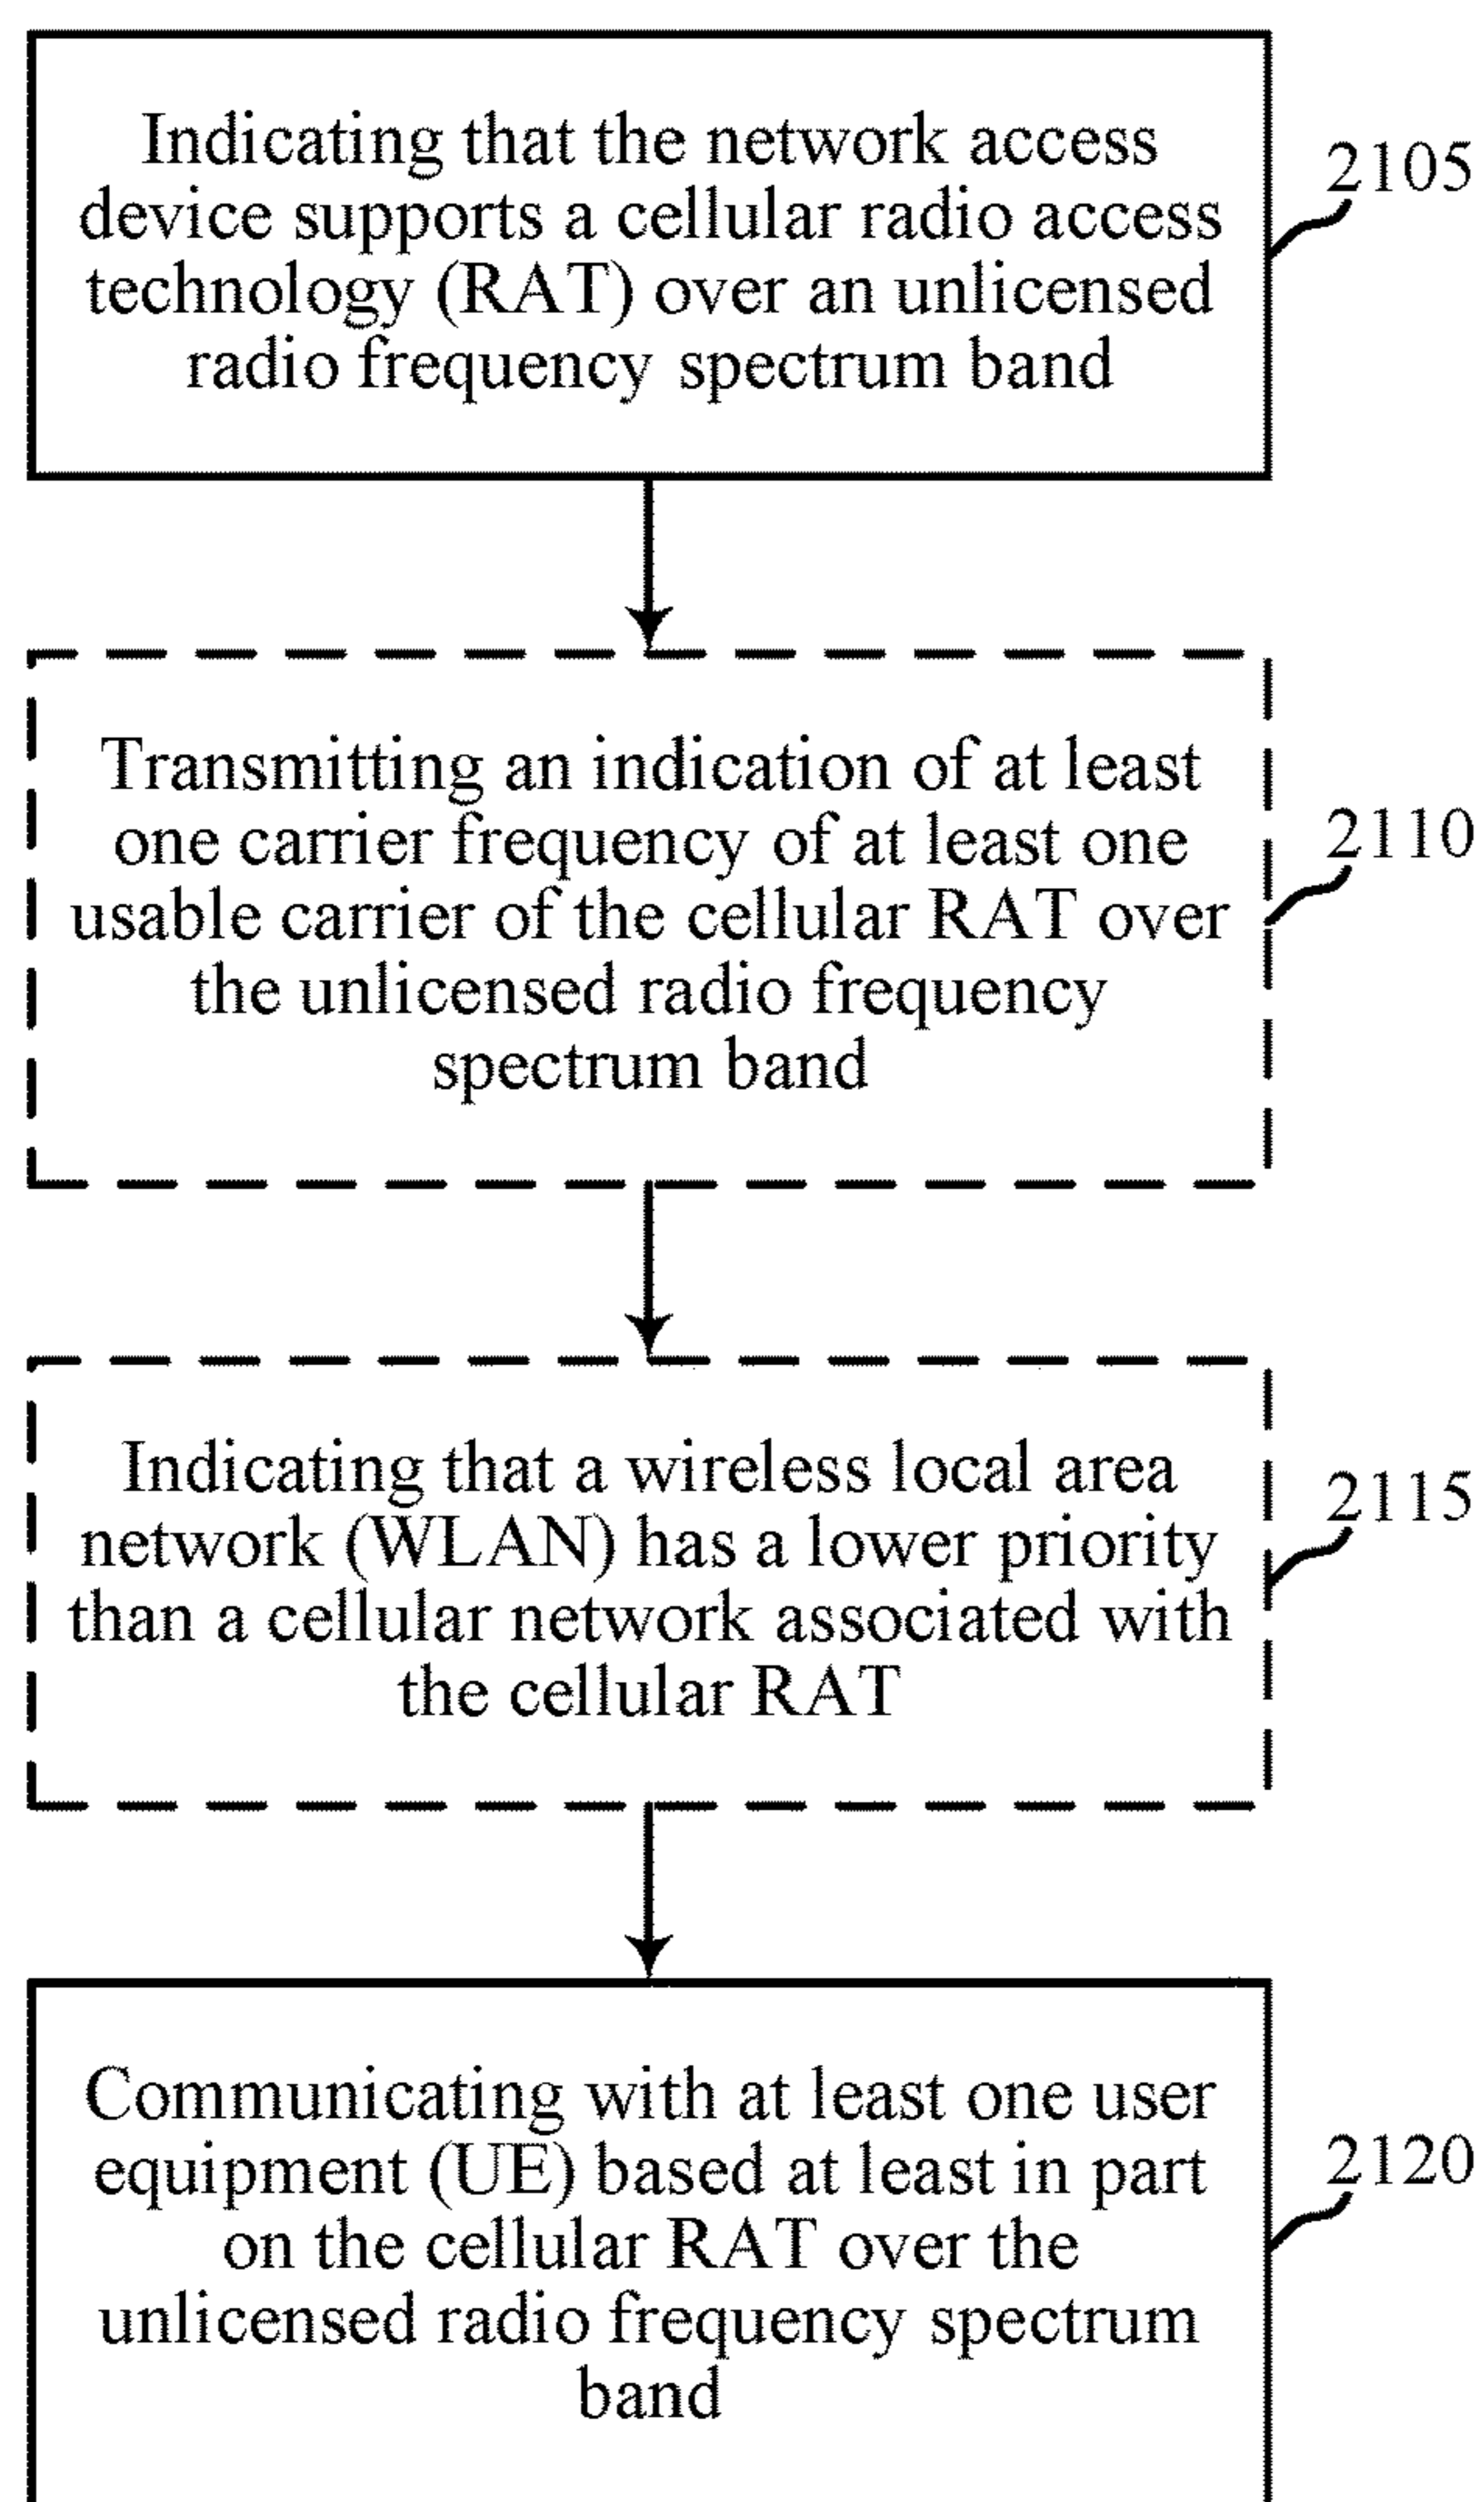 Indicating that the network access
device supports a cellular radio access
technology (RAT) over an unlicensed
radio frequency spectrum band
2105
Transmitting an indication of at least
one carrier frequency of at least one
usable carrier of the cellular RAT over
the unlicensed radio frequency
spectrum band
2110
Indicating that a wireless local area
network (WLAN) has a lower priority
than a cellular network associated with
the cellular RAT
2115
Communicating with at least one user
equipment (UE) based at least in part
on the cellular RAT over the
unlicensed radio frequency spectrum
band
2120